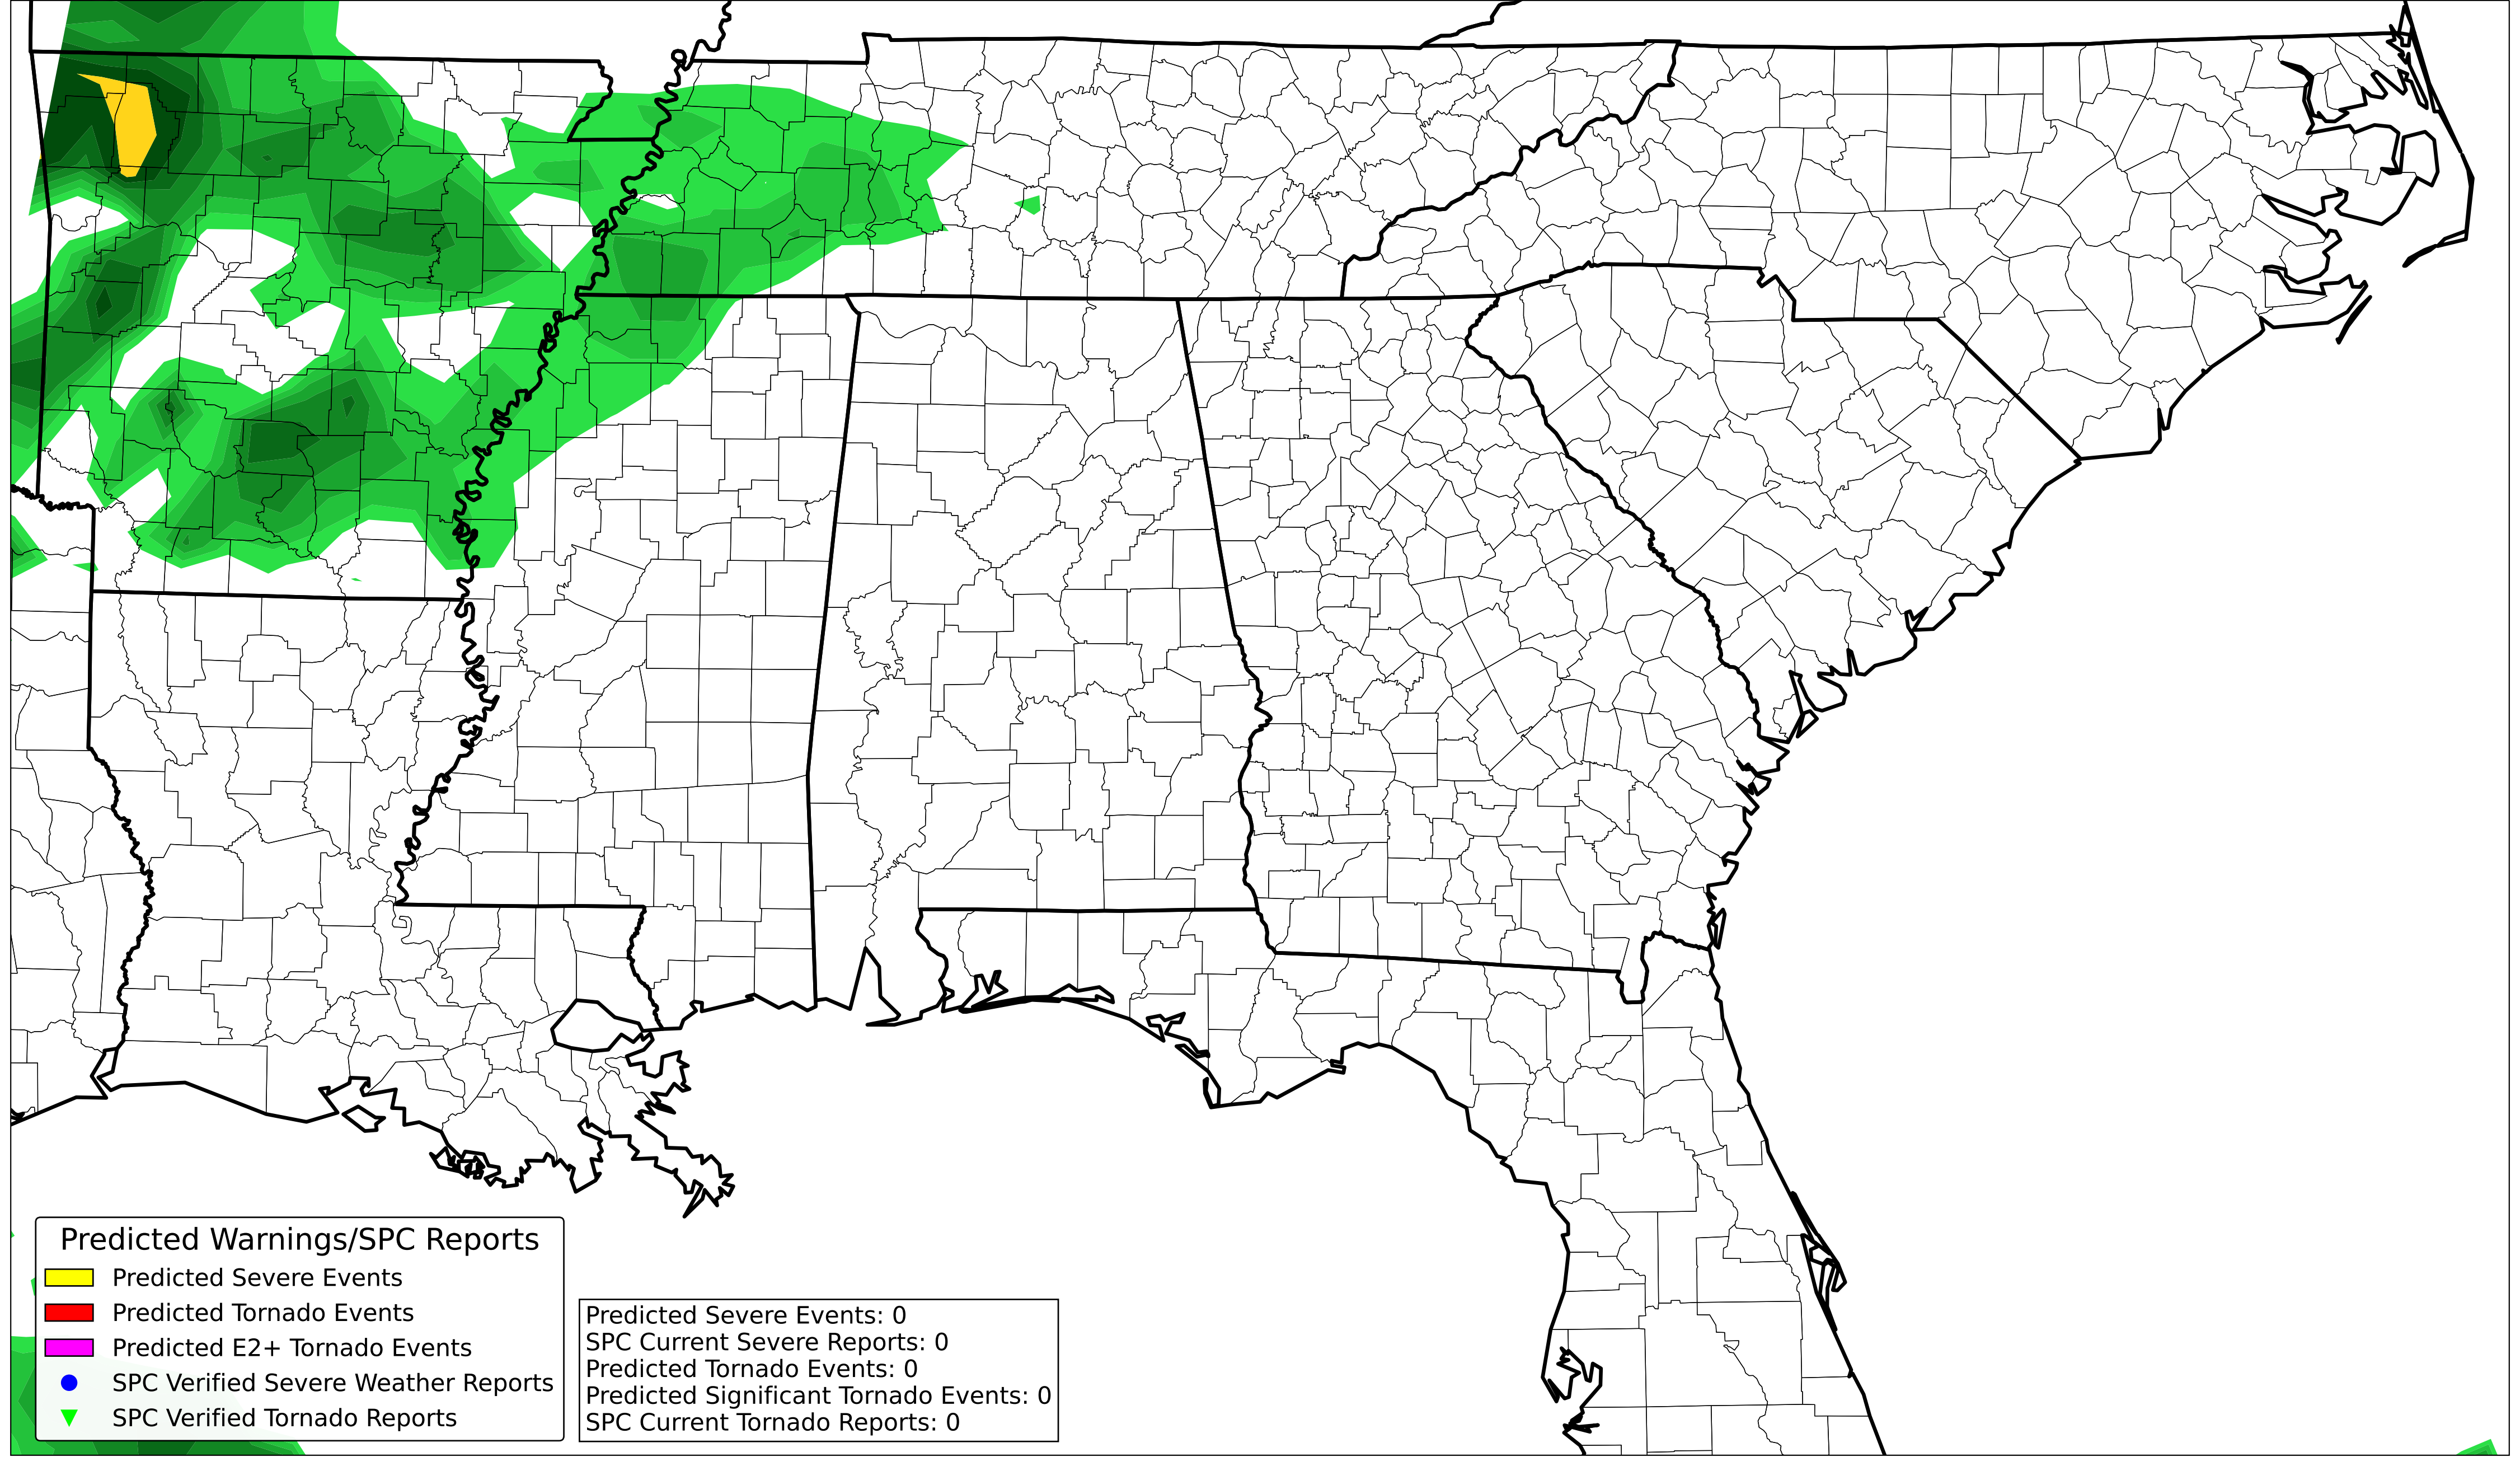 Predicted Warnings/SPC Reports
Predicted Severe Events
Predicted Tornado Events
Predicted E2+ Tornado Events
SPC Verified Severe Weather Reports
SPC Verified Tornado Reports
Predicted Severe Events: 0
SPC Current Severe Reports: 0
Predicted Tornado Events: 0
Predicted Significant Tornado Events: 0
SPC Current Tornado Reports: 0